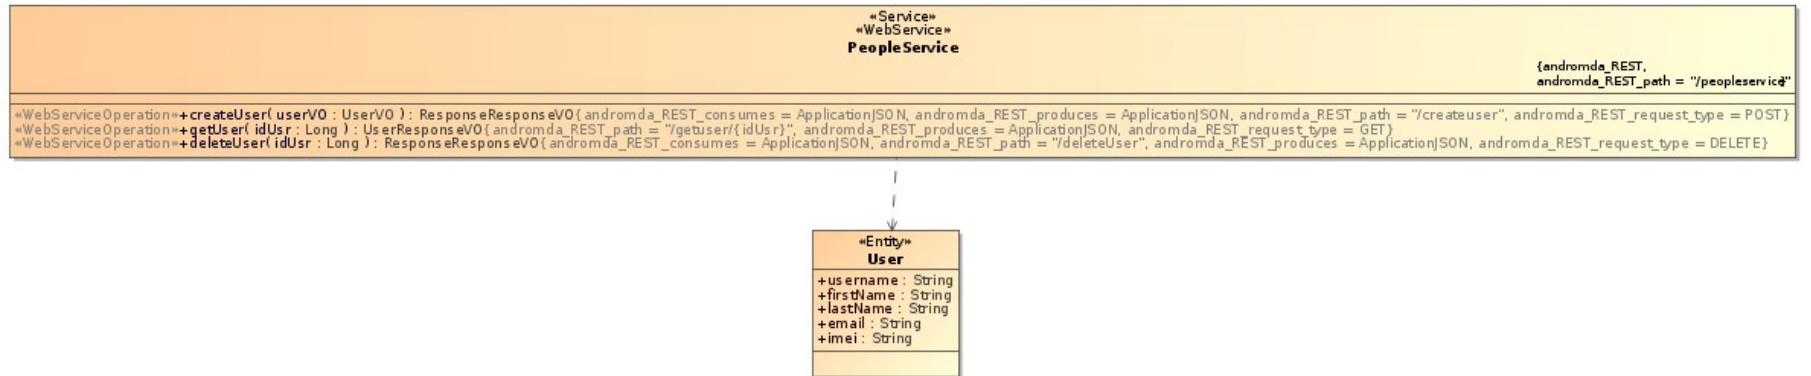 «Service»
«WebService»
PeopleService
{andromda_REST,
andromda_REST_path = "/peopleservice"}
«WebServiceOperation»+createUser( userVO : UserVO ) : ResponseResponseVO{andromda_REST_consumes = ApplicationJSON, andromda_REST_produces = ApplicationJSON, andromda_REST_path = "/createuser", andromda_REST_request_type = POST}
«WebServiceOperation»+getUser( idUsr : Long ) : UserResponseVO{andromda_REST_path = "/getuser/{idUsr}", andromda_REST_produces = ApplicationJSON, andromda_REST_request_type = GET}
«WebServiceOperation»+deleteUser( idUsr : Long ) : ResponseResponseVO{andromda_REST_consumes = ApplicationJSON, andromda_REST_path = "/deleteUser", andromda_REST_produces = ApplicationJSON, andromda_REST_request_type = DELETE}
«Entity»
User
+username : String
+firstName : String
+lastName : String
+email : String
+imei : String